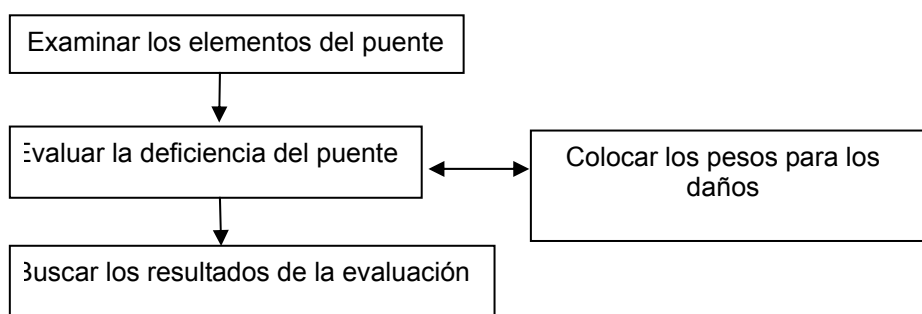 Examinar los elementos del puente
Evaluar la deficiencia del puente
Colocar los pesos para los
daños
Buscar los resultados de la evaluación